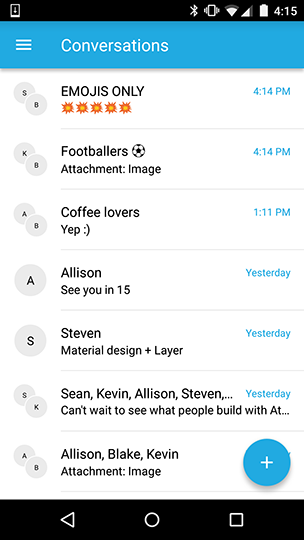 4:15
Conversations
S
B
EMOJIS ONLY
4:14 PM
💥💥💥💥💥
K
B
Footballers ⚽
4:14 PM
Attachment: Image
A
B
Coffee lovers
1:11 PM
Yep :)
A
Allison
Yesterday
See you in 15
S
Steven
Yesterday
Material design + Layer
S
K
Sean, Kevin, Allison, Steven,...
Yesterday
Can't wait to see what people build with At...
A
B
Allison, Blake, Kevin
Attachment: Image
+